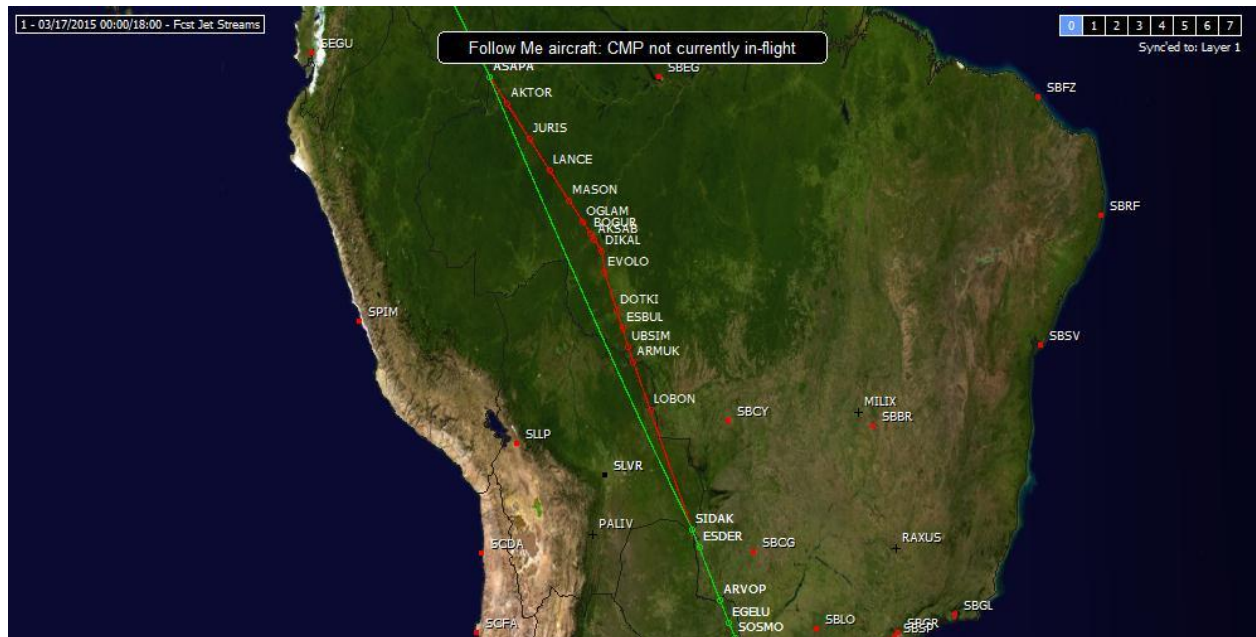 1 - 03/17/2015 00:00/18:00 - Fcst Jet Streams
0 1 2 3 4 5 6 7
Sync'ed to: Layer 1
Follow Me aircraft: CMP not currently in-flight
SEGU
ASAPA
SBEG
AKTOR
SBFZ
JURIS
LANCE
MASON
SBRF
OGLAM
BOGUR
AKSAB
DIKAL
EVOLO
DOTKI
SPIM
ESBUL
UBSIM
SBSV
ARMUK
LOBON
MILIX
SBCY
SBBR
SLLP
SLVR
SIDAK
PALIV
ESDER
RAXUS
SBCG
SCDA
ARVOP
SBGL
EGELU
SBLO
SBGR
SCFA
SOSMO
SBSP